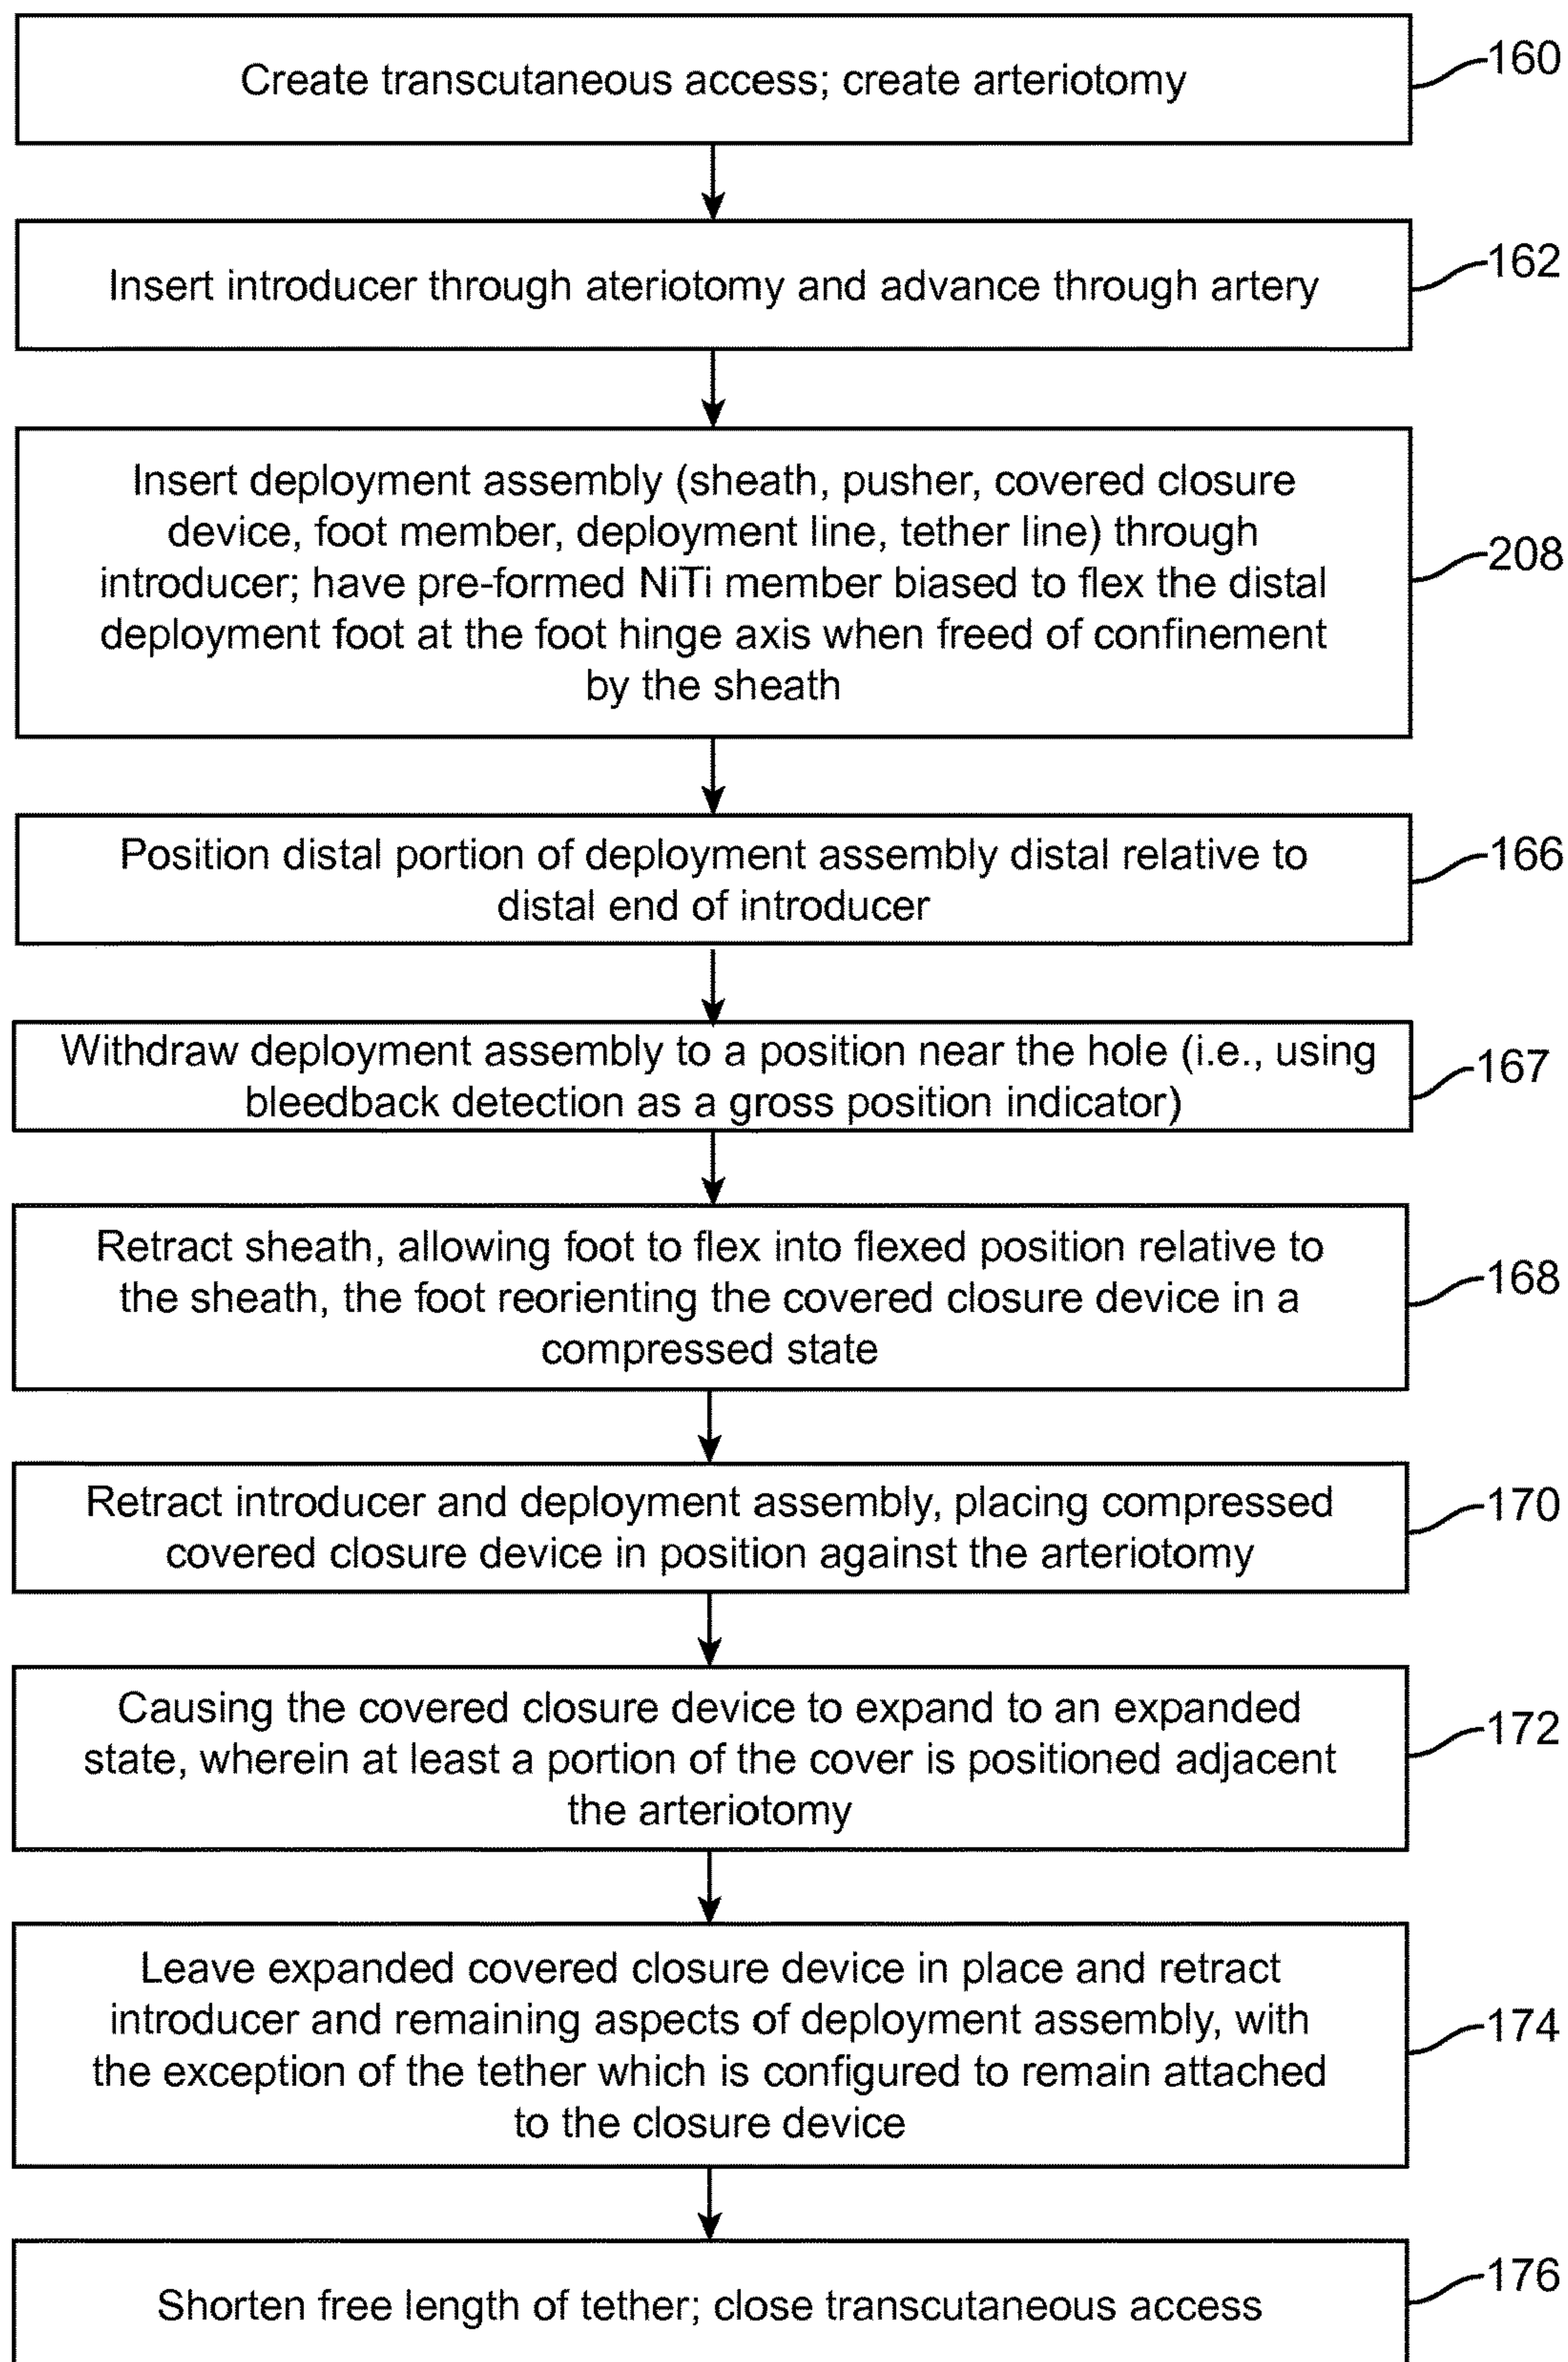 Create transcutaneous access; create arteriotomy
160
Insert introducer through ateriotomy and advance through artery
162
Insert deployment assembly (sheath, pusher, covered closure
device, foot member, deployment line, tether line) through
introducer; have pre-formed NiTi member biased to flex the distal
deployment foot at the foot hinge axis when freed of confinement
by the sheath
208
Position distal portion of deployment assembly distal relative to
distal end of introducer
166
Withdraw deployment assembly to a position near the hole (i.e., using
bleedback detection as a gross position indicator)
167
Retract sheath, allowing foot to flex into flexed position relative to
the sheath, the foot reorienting the covered closure device in a
compressed state
168
Retract introducer and deployment assembly, placing compressed
covered closure device in position against the arteriotomy
170
Causing the covered closure device to expand to an expanded
state, wherein at least a portion of the cover is positioned adjacent
the arteriotomy
172
Leave expanded covered closure device in place and retract
introducer and remaining aspects of deployment assembly, with
the exception of the tether which is configured to remain attached
to the closure device
174
Shorten free length of tether; close transcutaneous access
176